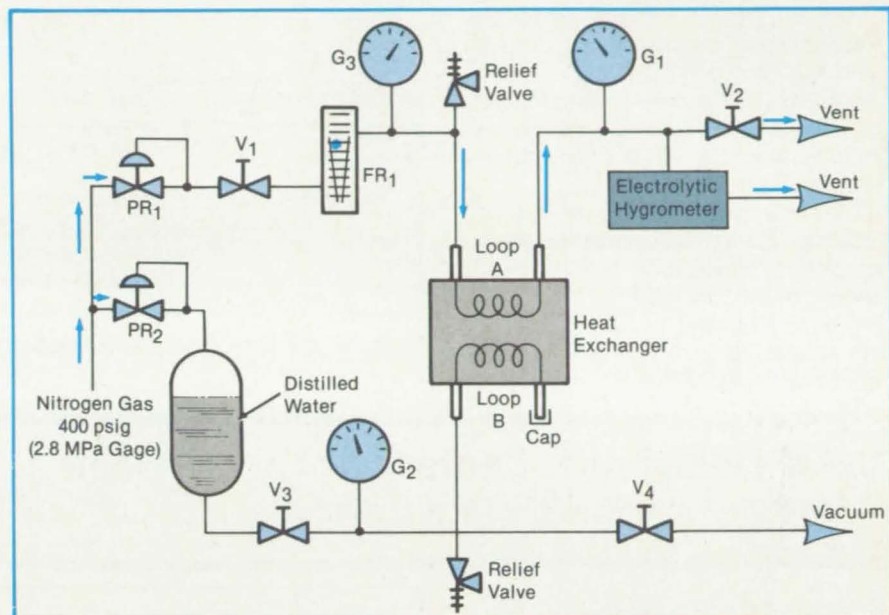 G3
Relief
Valve
G1
V2
Vent
V1
FR1
PR1
Electrolytic
Hygrometer
Vent
Loop
A
PR2
Heat
Exchanger
Distilled
Water
Nitrogen Gas
400 psig
(2.8 MPa Gage)
Loop
B
Cap
G2
V3
V4
Vacuum
Relief
Valve